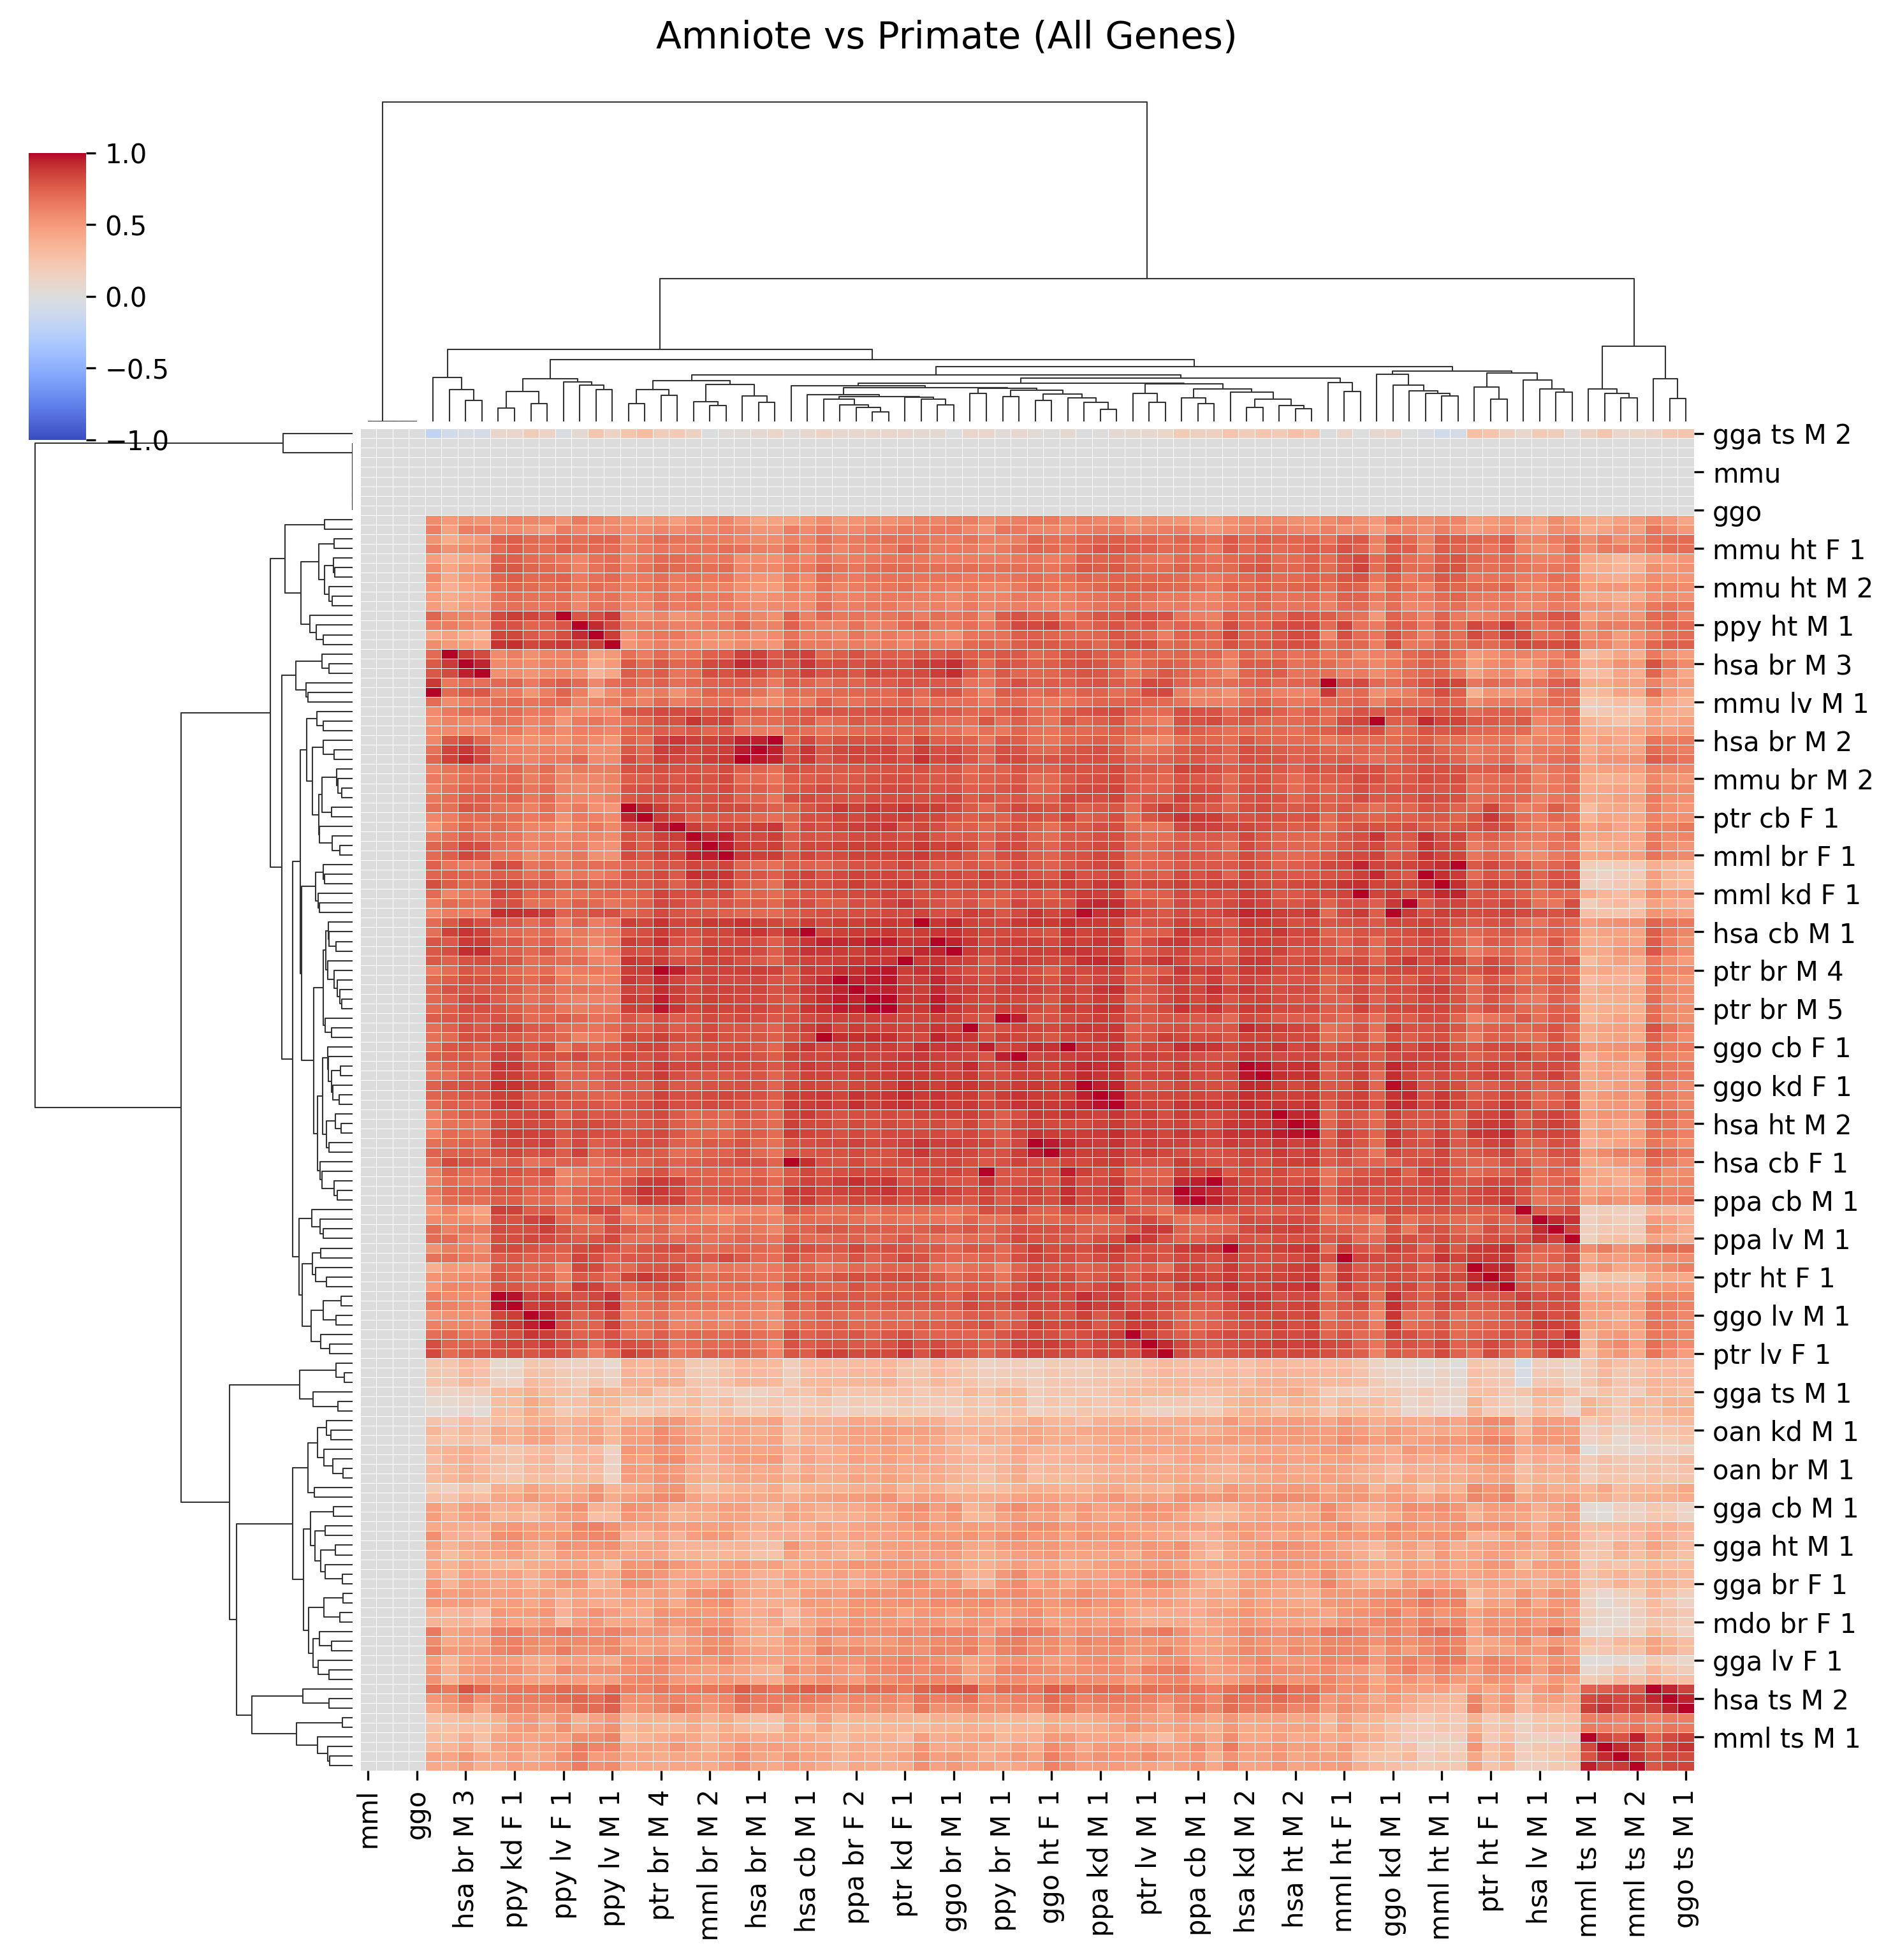 Amniote vs Primate (All Genes)
1.0
0.5
0.0
−0.5
−1.0
gga ts M 2
mmu
ggo
mmu ht F 1
mmu ht M 2
ppy ht M 1
hsa br M 3
mmu lv M 1
hsa br M 2
mmu br M 2
ptr cb F 1
mml br F 1
mml kd F 1
hsa cb M 1
ptr br M 4
ptr br M 5
ggo cb F 1
ggo kd F 1
hsa ht M 2
hsa cb F 1
ppa cb M 1
ppa lv M 1
ptr ht F 1
ggo lv M 1
ptr lv F 1
gga ts M 1
oan kd M 1
oan br M 1
gga cb M 1
gga ht M 1
gga br F 1
mdo br F 1
gga lv F 1
hsa ts M 2
mml ts M 1
mml
ggo
hsa br M 3
ppy kd F 1
ppy lv F 1
ppy lv M 1
ptr br M 4
mml br M 2
hsa br M 1
hsa cb M 1
ppa br F 2
ptr kd F 1
ggo br M 1
ppy br M 1
ggo ht F 1
ppa kd M 1
ptr lv M 1
ppa cb M 1
hsa kd M 2
hsa ht M 2
mml ht F 1
ggo kd M 1
mml ht M 1
ptr ht F 1
hsa lv M 1
mml ts M 1
mml ts M 2
ggo ts M 1